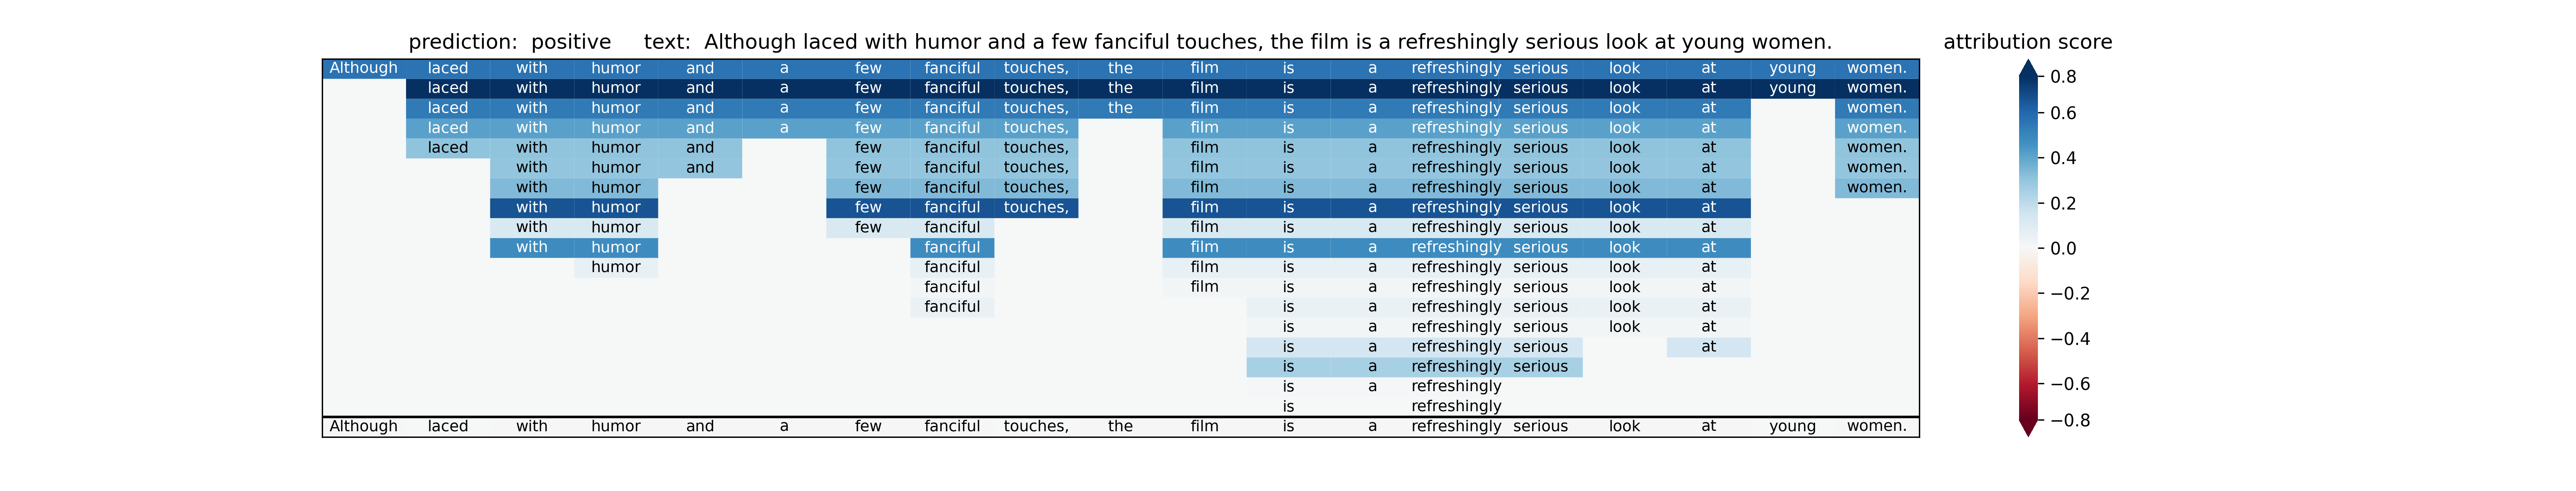 prediction: positive text: Although laced with humor and a few fanciful touches, the film is a refreshingly serious look at young women.
attribution score
Although laced with humor and a few fanciful touches, the film is a refreshingly serious look at young women.
laced with humor and a few fanciful touches, the film is a refreshingly serious look at young women.
laced with humor and a few fanciful touches, the film is a refreshingly serious look at women.
laced with humor and a few fanciful touches, film is a refreshingly serious look at women.
laced with humor and few fanciful touches, film is a refreshingly serious look at women.
with humor and few fanciful touches, film is a refreshingly serious look at women.
with humor few fanciful touches, film is a refreshingly serious look at women.
with humor few fanciful touches, film is a refreshingly serious look at
with humor few fanciful film is a refreshingly serious look at
with humor fanciful film is a refreshingly serious look at
humor fanciful film is a refreshingly serious look at
fanciful film is a refreshingly serious look at
fanciful is a refreshingly serious look at
is a refreshingly serious look at
is a refreshingly serious at
is a refreshingly serious
is a refreshingly
is refreshingly
Although laced with humor and a few fanciful touches, the film is a refreshingly serious look at young women.
0.8
0.6
0.4
0.2
0.0
−0.2
−0.4
−0.6
−0.8